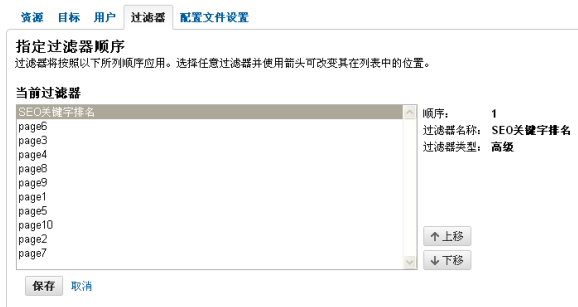 资源 目标 用户 过滤器 配置文件设置
指定过滤器顺序
过滤器将按照以下所列顺序应用。选择任意过滤器并使用箭头可改变其在列表中的位置。
当前过滤器
SEO关键字排名
page6
page3
page4
page8
page9
page1
page5
page10
page2
page7
顺序： 1
过滤器名称： SEO关键字排名
过滤器类型： 高级
上移
下移
保存 取消